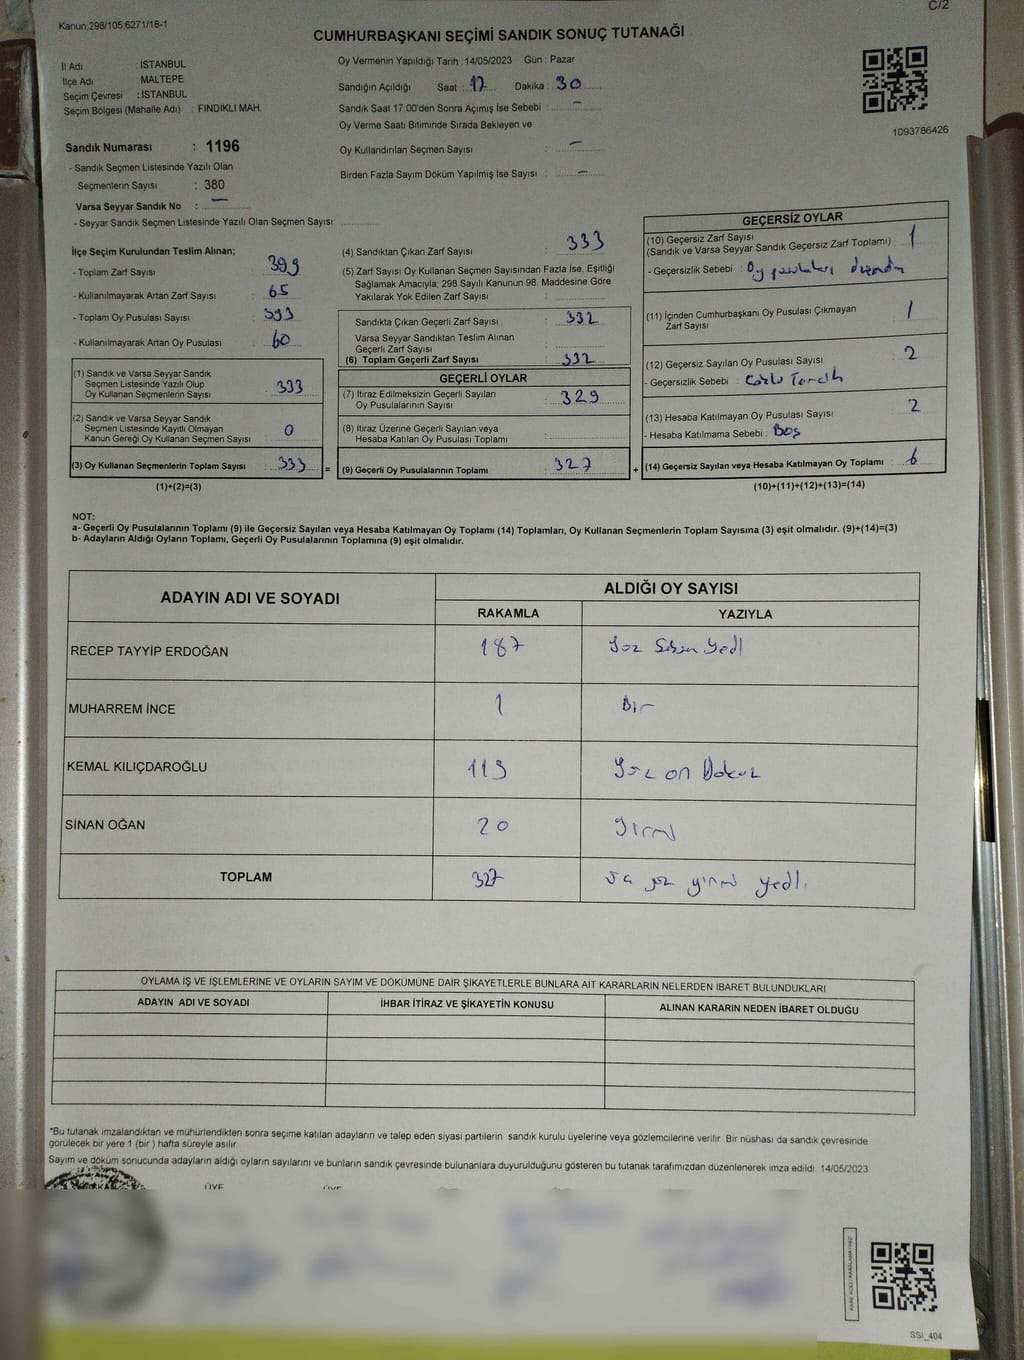 C/2
Kanun:298/105;6271/18-1
CUMHURBAŞKANI SEÇİMİ SANDIK SONUÇ TUTANAĞI
İl Adı : İSTANBUL
İlçe Adı MALTEPE
Seçim Çevresi : İSTANBUL
Seçim Bölgesi (Mahalle Adı) : FINDIKLI MAH.
Oy Vermenin Yapıldığı Tarih :14/05/2023 Gün : Pazar
Sandığın Açıldığı Saat : 17 Dakika : 30
Sandık Saat 17:00'den Sonra Açımış İse Sebebi : -
Oy Verme Saati Bitiminde Sırada Bekleyen ve
Oy Kullandırılan Seçmen Sayısı : -
Birden Fazla Sayım Döküm Yapılmış İse Sayısı : -
1093786426
Sandık Numarası : 1196
- Sandık Seçmen Listesinde Yazılı Olan
Seçmenlerin Sayısı : 380
Varsa Seyyar Sandık No : -
- Seyyar Sandık Seçmen Listesinde Yazılı Olan Seçmen Sayısı:
İlçe Seçim Kurulundan Teslim Alınan;
- Toplam Zarf Sayısı : 399
- Kullanılmayarak Artan Zarf Sayısı : 65
- Toplam Oy Pusulası Sayısı : 393
- Kullanılmayarak Artan Oy Pusulası : 60
(1) Sandık ve Varsa Seyyar Sandık
Seçmen Listesinde Yazılı Olup
Oy Kullanan Seçmenlerin Sayısı : 333
(2) Sandık ve Varsa Seyyar Sandık
Seçmen Listesinde Kayıtlı Olmayan
Kanun Gereği Oy Kullanan Seçmen Sayısı : 0
(3) Oy Kullanan Seçmenlerin Toplam Sayısı : 333 =
(1)+(2)=(3)
(4) Sandıktan Çıkan Zarf Sayısı : 333
(5) Zarf Sayısı Oy Kullanan Seçmen Sayısından Fazla İse, Eşitliği
Sağlamak Amacıyla; 298 Sayılı Kanunun 98. Maddesine Göre
Yakılarak Yok Edilen Zarf Sayısı :
Sandıkta Çıkan Geçerli Zarf Sayısı : 332
Varsa Seyyar Sandıktan Teslim Alınan
Geçerli Zarf Sayısı :
(6) Toplam Geçerli Zarf Sayısı : 332
GEÇERLİ OYLAR
(7) İtiraz Edilmeksizin Geçerli Sayılan
Oy Pusulalarının Sayısı : 329
(8) İtiraz Üzerine Geçerli Sayılan veya
Hesaba Katılan Oy Pusulası Toplamı :
(9) Geçerli Oy Pusulalarının Toplamı : 327 +
GEÇERSİZ OYLAR
(10) Geçersiz Zarf Sayısı
(Sandık ve Varsa Seyyar Sandık Geçersiz Zarf Toplamı) : 1
- Geçersizlik Sebebi : Oy pusulaları
(11) İçinden Cumhurbaşkanı Oy Pusulası Çıkmayan
Zarf Sayısı : 1
(12) Geçersiz Sayılan Oy Pusulası Sayısı : 2
- Geçersizlik Sebebi : Çoklu Tercih
(13) Hesaba Katılmayan Oy Pusulası Sayısı : 2
- Hesaba Katılmama Sebebi : Boş
(14) Geçersiz Sayılan veya Hesaba Katılmayan Oy Toplamı : 6
(10)+(11)+(12)+(13)=(14)
NOT:
a- Geçerli Oy Pusulalarının Toplamı (9) ile Geçersiz Sayılan veya Hesaba Katılmayan Oy Toplamı (14) Toplamları, Oy Kullanan Seçmenlerin Toplam Sayısına (3) eşit olmalıdır. (9)+(14)=(3)
b- Adayların Aldığı Oyların Toplamı, Geçerli Oy Pusulalarının Toplamına (9) eşit olmalıdır.
ADAYIN ADI VE SOYADI
ALDIĞI OY SAYISI
RAKAMLA YAZIYLA
RECEP TAYYİP ERDOĞAN 187 Yüz Seksen Yedi
MUHARREM İNCE 1 Bir
KEMAL KILIÇDAROĞLU 119 Yüz on Dokuz
SİNAN OĞAN 20 Yirmi
TOPLAM 327 üç yüz yirmi yedi
OYLAMA İŞ VE İŞLEMLERİNE VE OYLARIN SAYIM VE DÖKÜMÜNE DAİR ŞİKAYETLERLE BUNLARA AİT KARARLARIN NELERDEN İBARET BULUNDUKLARI
ADAYIN ADI VE SOYADI İHBAR İTİRAZ VE ŞİKAYETİN KONUSU ALINAN KARARIN NEDEN İBARET OLDUĞU
*Bu tutanak imzalandıktan ve mühürlendikten sonra seçime katılan adayların ve talep eden siyasi partilerin sandık kurulu üyelerine veya gözlemcilerine verilir. Bir nüshası da sandık çevresinde
görülecek bir yere 1 (bir ) hafta süreyle asılır.
Sayım ve döküm sonucunda adayların aldığı oyların sayılarını ve bunların sandık çevresinde bulunanlara duyurulduğunu gösteren bu tutanak tarafımızdan düzenlenerek imza edildi. 14/05/2023
ÜYE ÜYE
SSİ_404